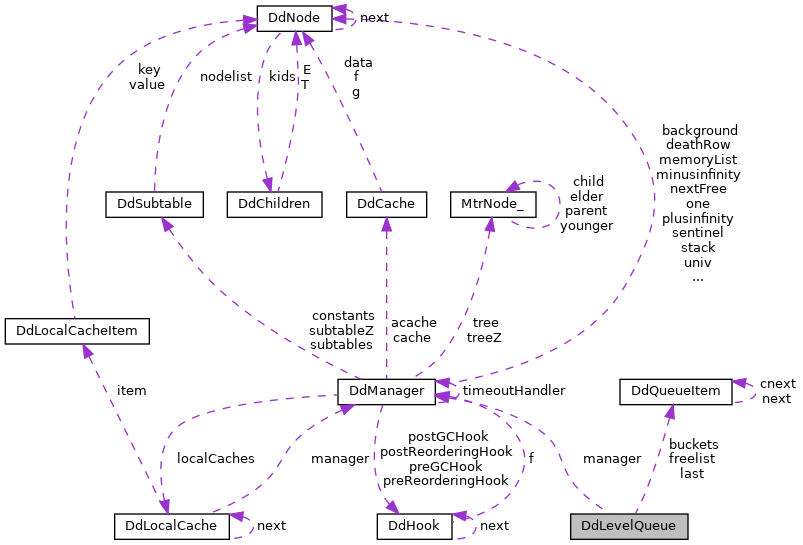 DdNode
next
key
value
nodelist
kids
E
T
data
f
g
background
deathRow
memoryList
minusinfinity
nextFree
one
plusinfinity
sentinel
stack
univ
...
child
elder
parent
younger
DdSubtable
DdChildren
DdCache
MtrNode_
DdLocalCacheItem
constants
subtableZ
subtables
acache
cache
tree
treeZ
item
DdManager
timeoutHandler
DdQueueItem
cnext
next
localCaches
manager
postGCHook
postReorderingHook
preGCHook
preReorderingHook
f
manager
buckets
freelist
last
DdLocalCache
next
DdHook
next
DdLevelQueue